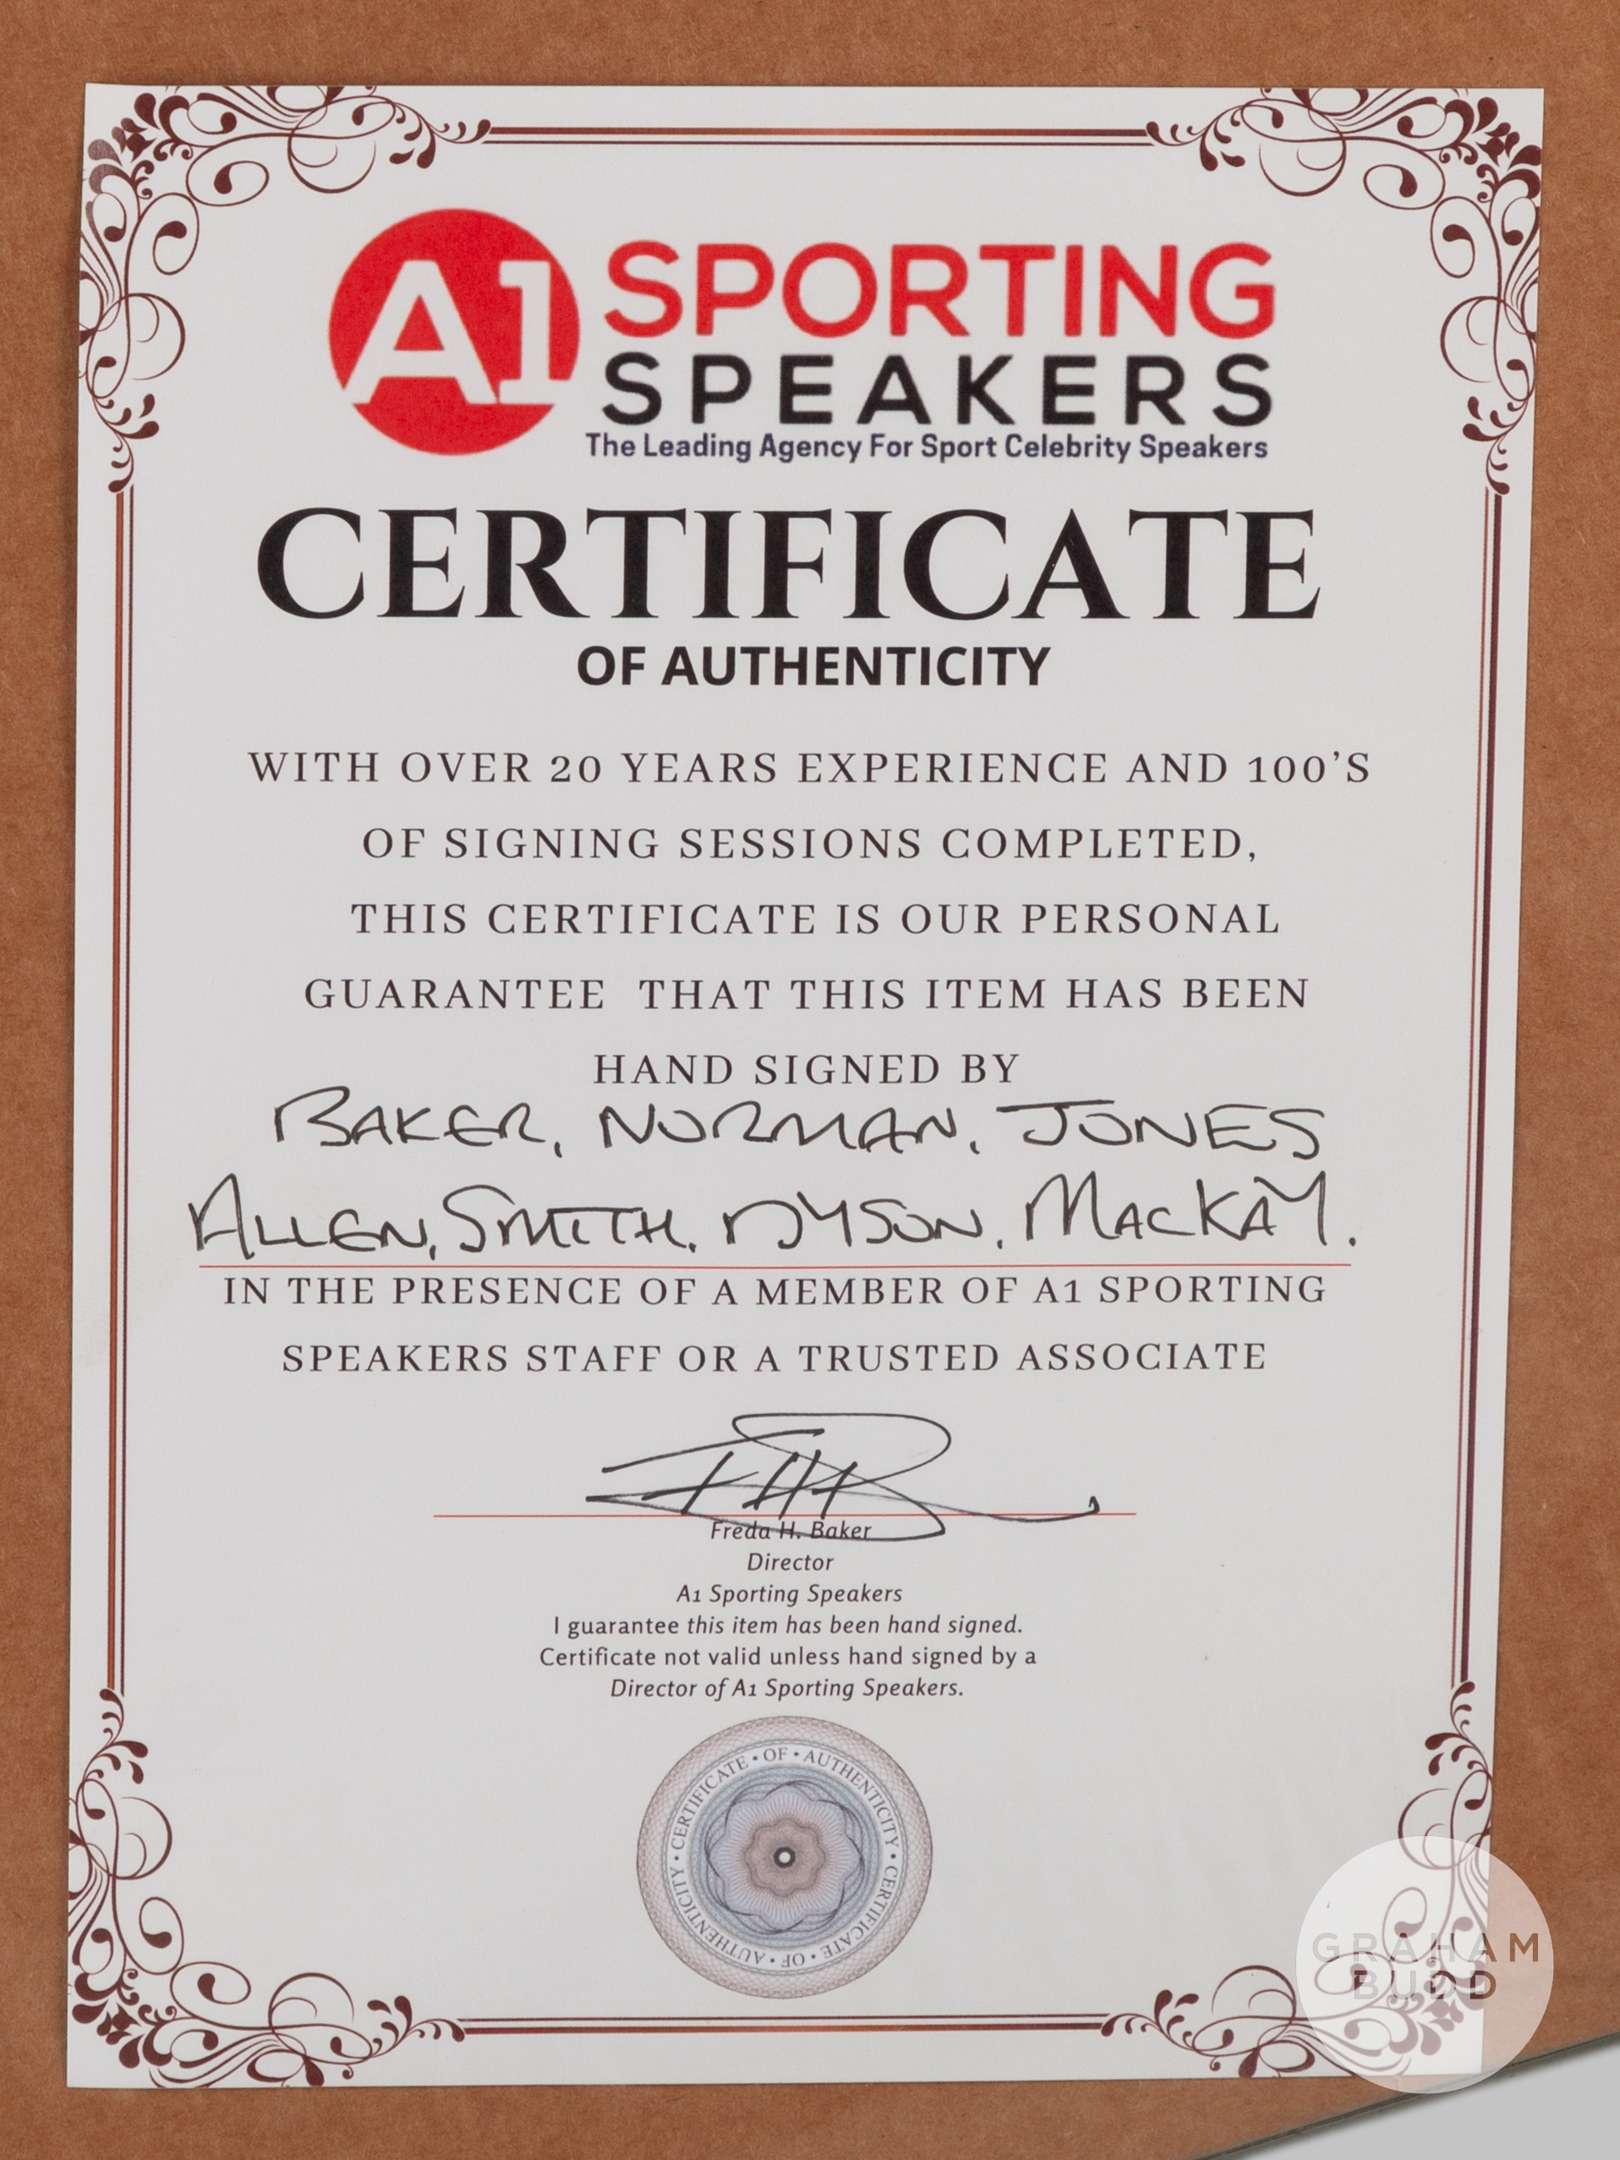 A1 SPORTING
SPEAKERS
The Leading Agency For Sport Celebrity Speakers
CERTIFICATE
OF AUTHENTICITY
WITH OVER 20 YEARS EXPERIENCE AND 100'S
OF SIGNING SESSIONS COMPLETED,
THIS CERTIFICATE IS OUR PERSONAL
GUARANTEE THAT THIS ITEM HAS BEEN
HAND SIGNED BY
BAKER, NORMAN, JONES
ALLEN, SMITH, DYSON, MACKAY.
IN THE PRESENCE OF A MEMBER OF A1 SPORTING
SPEAKERS STAFF OR A TRUSTED ASSOCIATE
Freda H. Baker
Director
A1 Sporting Speakers
I guarantee this item has been hand signed.
Certificate not valid unless hand signed by a
Director of A1 Sporting Speakers.
CERTIFICATE • OF • AUTHENTICITY • CERTIFICATE • OF • AUTHENTICITY •
GRAHAM
BUDD